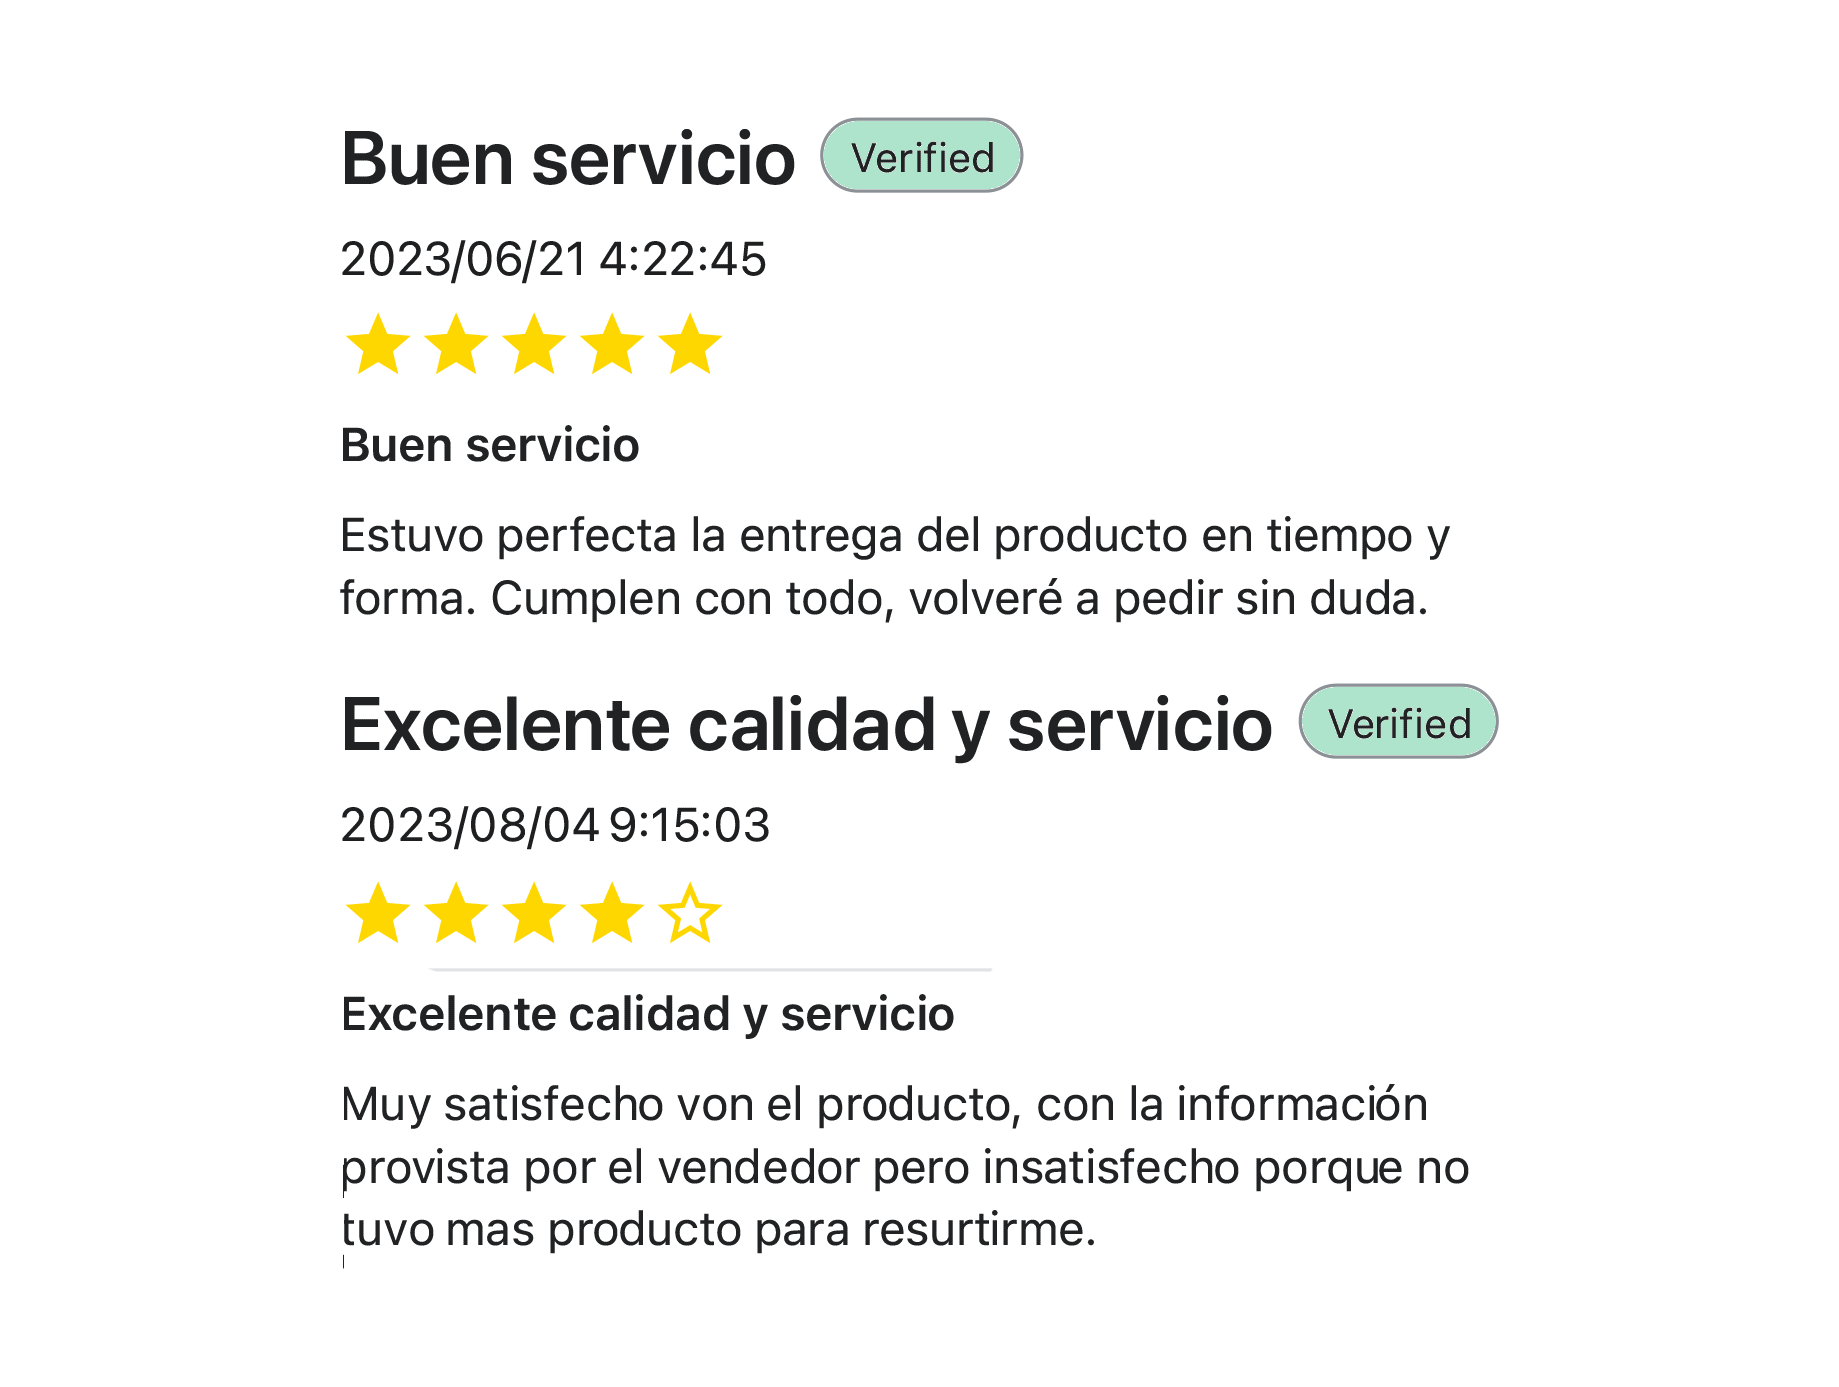 Buen servicio Verified
2023/06/21 4:22:45
Buen servicio
Estuvo perfecta la entrega del producto en tiempo y
forma. Cumplen con todo, volveré a pedir sin duda.
Excelente calidad y servicio Verified
2023/08/04 9:15:03
Excelente calidad y servicio
Muy satisfecho von el producto, con la información
provista por el vendedor pero insatisfecho porque no
tuvo mas producto para resurtirme.